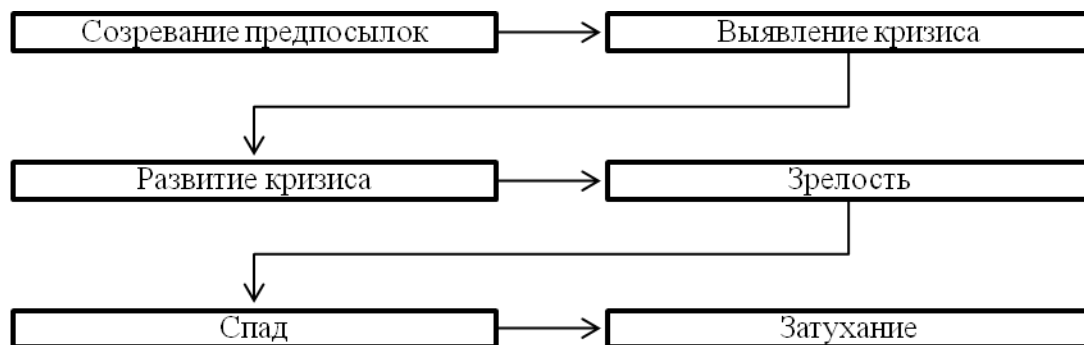 Созревание предпосылок
Выявление кризиса
Развитие кризиса
Зрелость
Спад
Затухание